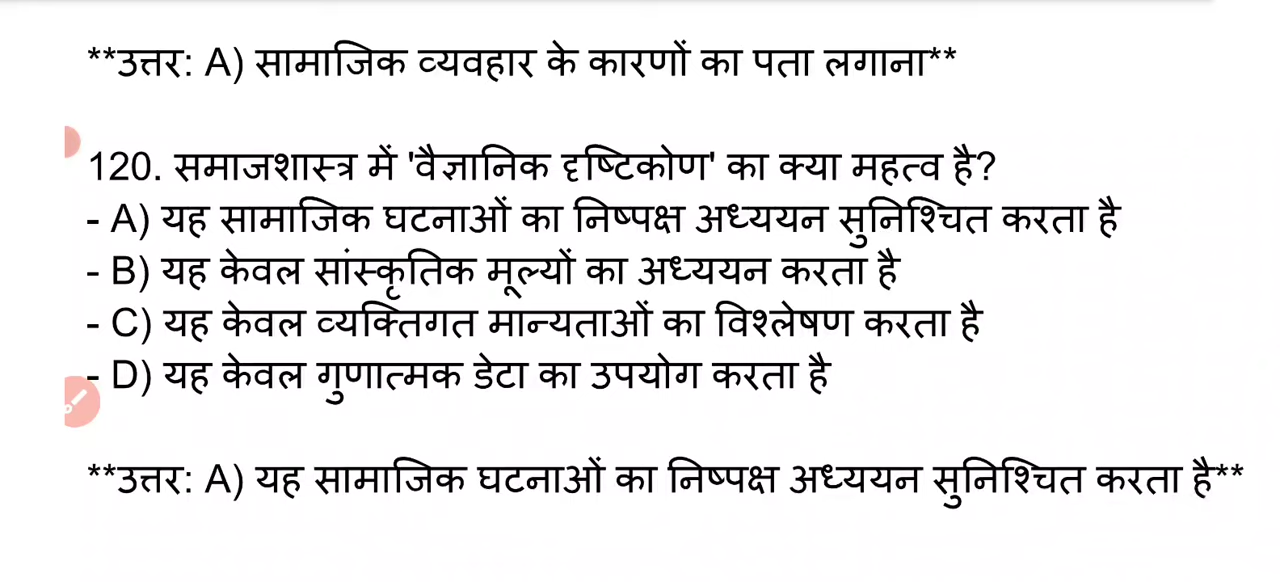 **उत्तर: A) सामाजिक व्यवहार के कारणों का पता लगाना**
120. समाजशास्त्र में 'वैज्ञानिक दृष्टिकोण' का क्या महत्व है?
- A) यह सामाजिक घटनाओं का निष्पक्ष अध्ययन सुनिश्चित करता है
- B) यह केवल सांस्कृतिक मूल्यों का अध्ययन करता है
- C) यह केवल व्यक्तिगत मान्यताओं का विश्लेषण करता है
- D) यह केवल गुणात्मक डेटा का उपयोग करता है
**उत्तर: A) यह सामाजिक घटनाओं का निष्पक्ष अध्ययन सुनिश्चित करता है**